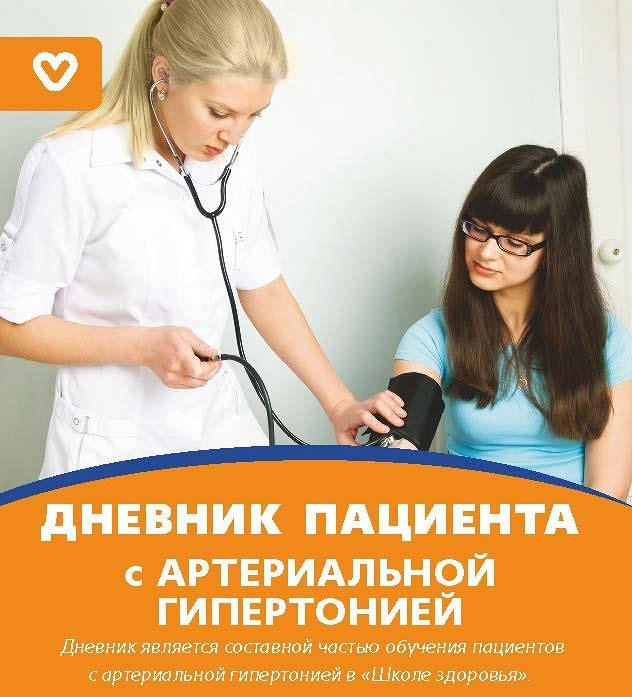 ДНЕВНИК ПАЦИЕНТА
с АРТЕРИАЛЬНОЙ
ГИПЕРТОНИЕЙ
Дневник является составной частью обучения пациентов
с артериальной гипертонией в «Школе здоровья».